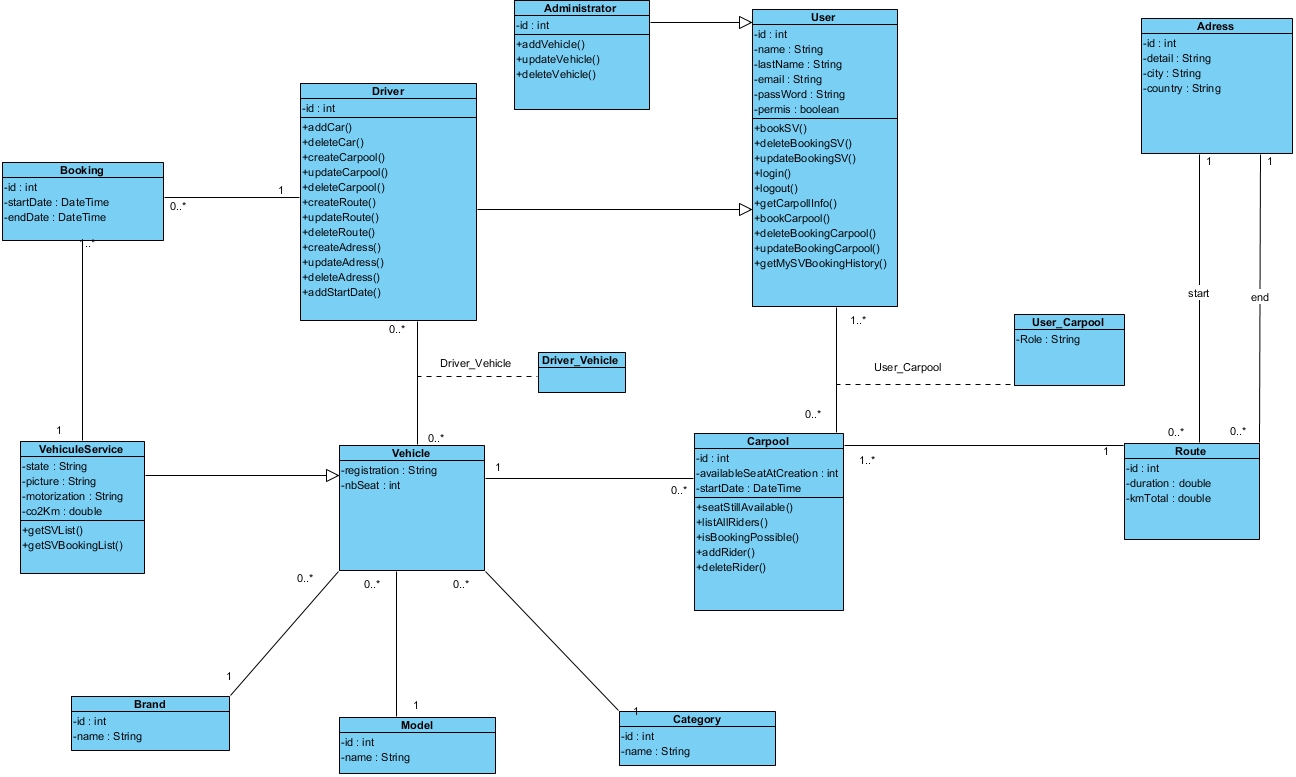 Administrator
-id : int
+addVehicle()
+updateVehicle()
+deleteVehicle()
User
-id : int
-name : String
-lastName : String
-email : String
-passWord : String
-permis : boolean
+bookSV()
+deleteBookingSV()
+updateBookingSV()
+login()
+logout()
+getCarpollInfo()
+bookCarpool()
+deleteBookingCarpool()
+updateBookingCarpool()
+getMySVBookingHistory()
Adress
-id : int
-detail : String
-city : String
-country : String
Driver
-id : int
+addCar()
+deleteCar()
+createCarpool()
+updateCarpool()
+deleteCarpool()
+createRoute()
+updateRoute()
+deleteRoute()
+createAdress()
+updateAdress()
+deleteAdress()
+addStartDate()
Booking
-id : int
-startDate : DateTime
-endDate : DateTime
0..*
1
1..*
1
1
1
start
end
0..*
0..*
0..*
Driver_Vehicle
Driver_Vehicle
0..*
1..*
User_Carpool
User_Carpool
-Role : String
0..*
VehiculeService
-state : String
-picture : String
-motorization : String
-co2Km : double
+getSVList()
+getSVBookingList()
Vehicle
-registration : String
-nbSeat : int
1
0..*
Carpool
-id : int
-availableSeatAtCreation : int
-startDate : DateTime
+seatStillAvailable()
+listAllRiders()
+isBookingPossible()
+addRider()
+deleteRider()
1..*
1
Route
-id : int
-duration : double
-kmTotal : double
0..*
0..*
0..*
1
1
1
Brand
-id : int
-name : String
Model
-id : int
-name : String
Category
-id : int
-name : String